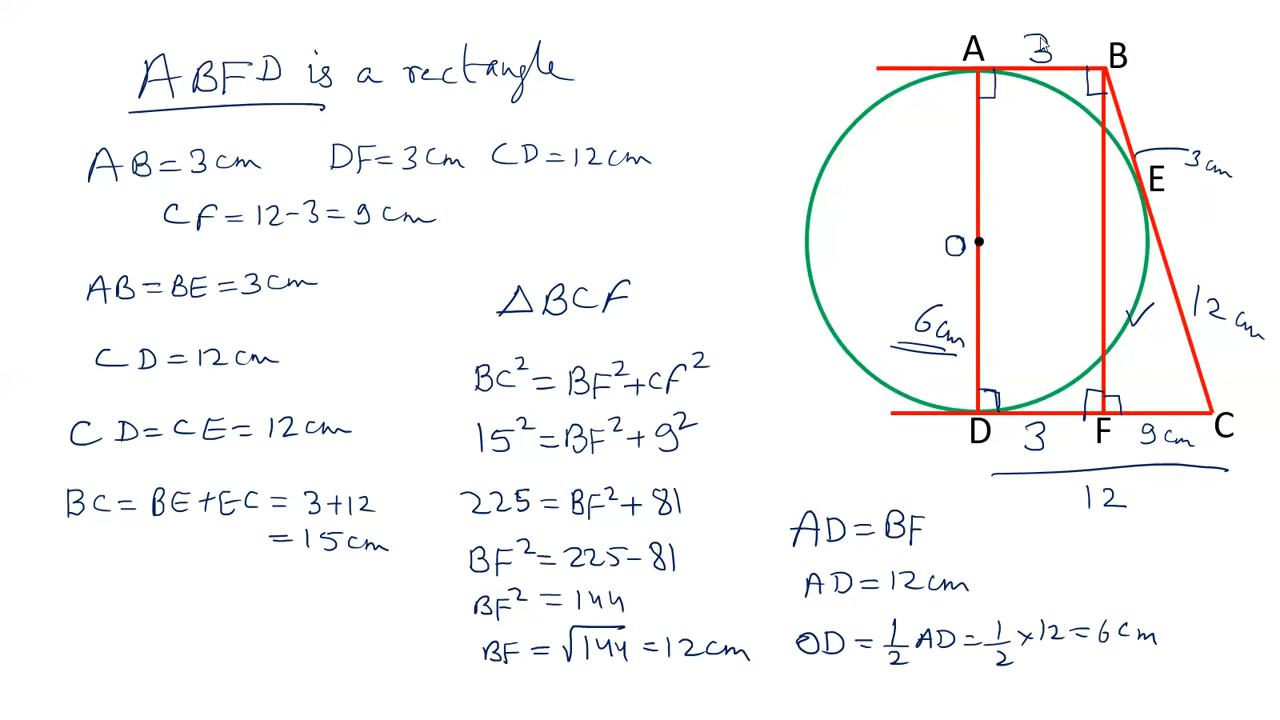 ABFD is a rectangle
AB = 3 cm DF = 3 cm CD = 12 cm
CF = 12 - 3 = 9 cm
AB = BE = 3 cm
CD = 12 cm
CD = CE = 12 cm
BC = BE + EC = 3 + 12
= 15 cm
△BCF
BC² = BF² + CF²
15² = BF² + 9²
225 = BF² + 81
BF² = 225 - 81
BF² = 144
BF = √144 = 12 cm
A 3 B
3 cm
E
O
6 cm
12 cm
D 3 F 9 cm C
12
AD = BF
AD = 12 cm
OD = 1/2 AD = 1/2 × 12 = 6 cm